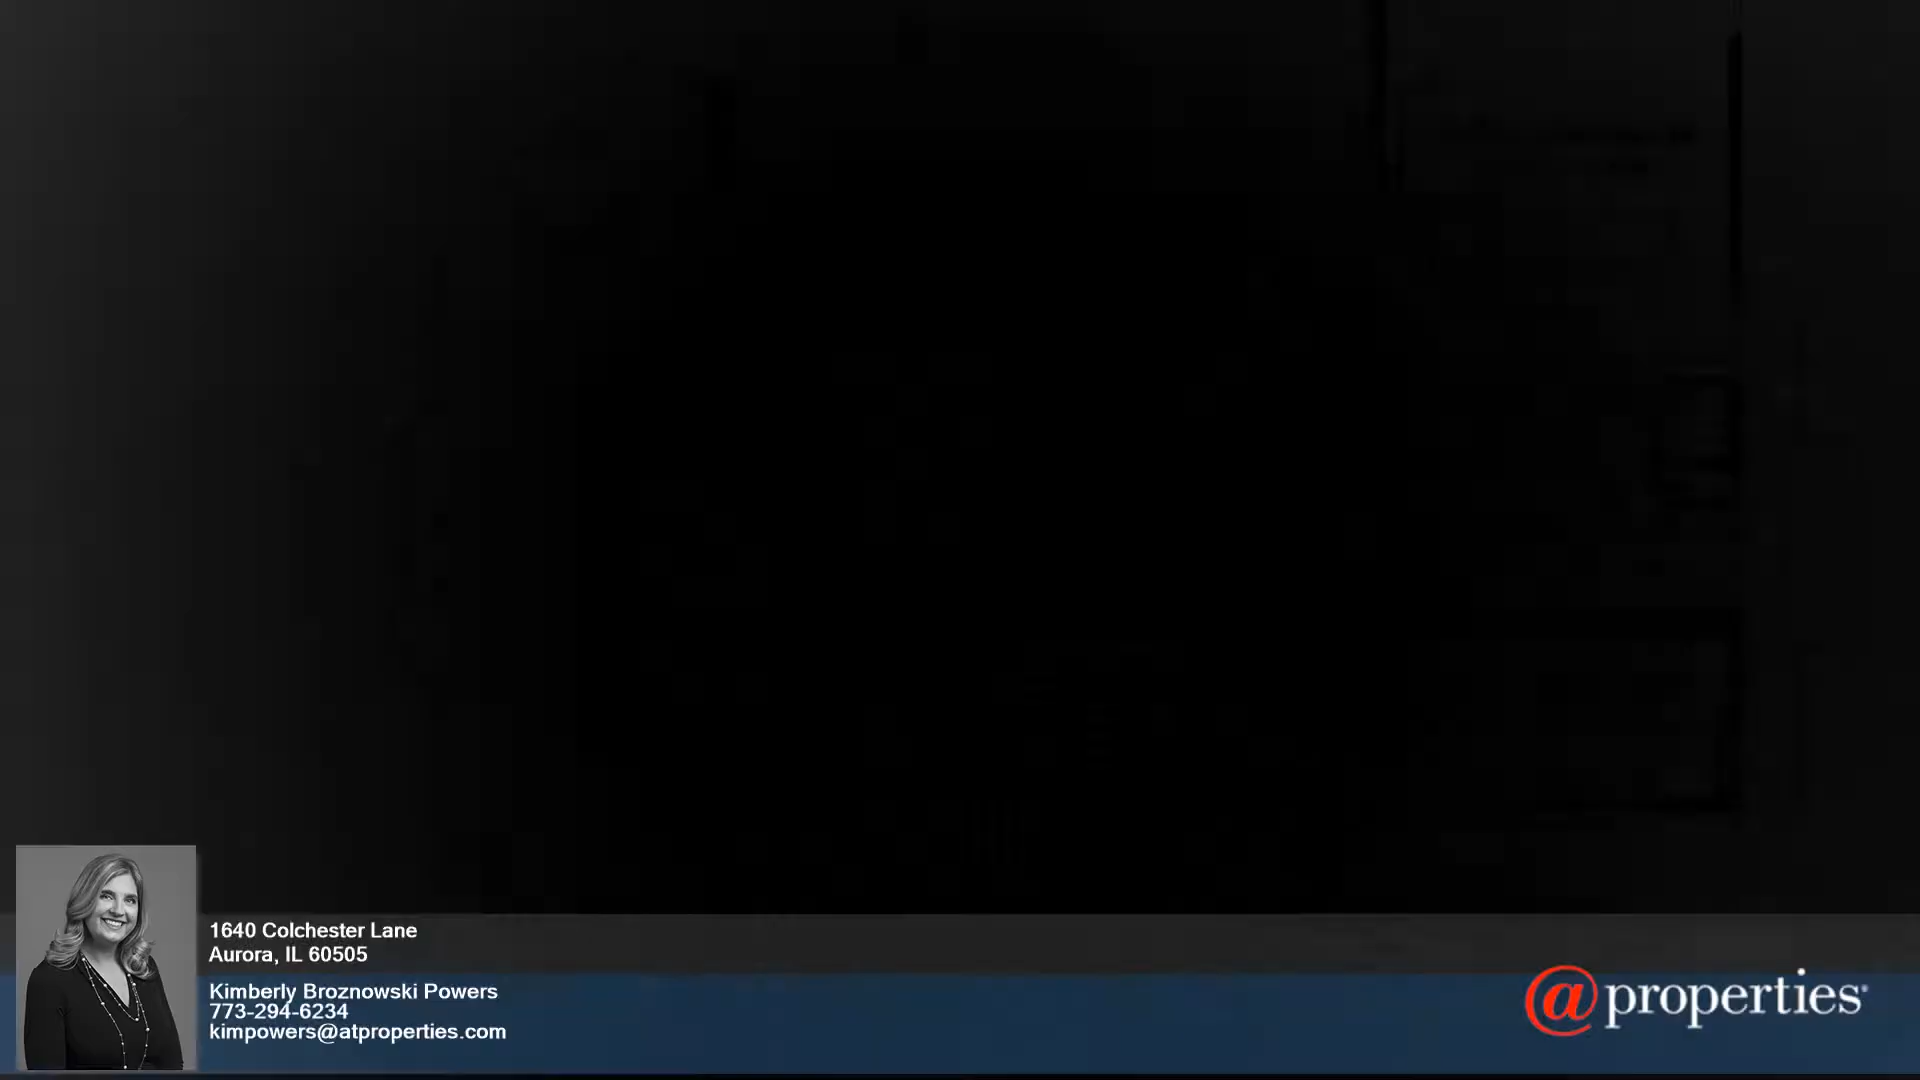 1640 Colchester Lane
Aurora, IL 60505
Kimberly Broznowski Powers
773-294-6234
kimpowers@atproperties.com
@properties